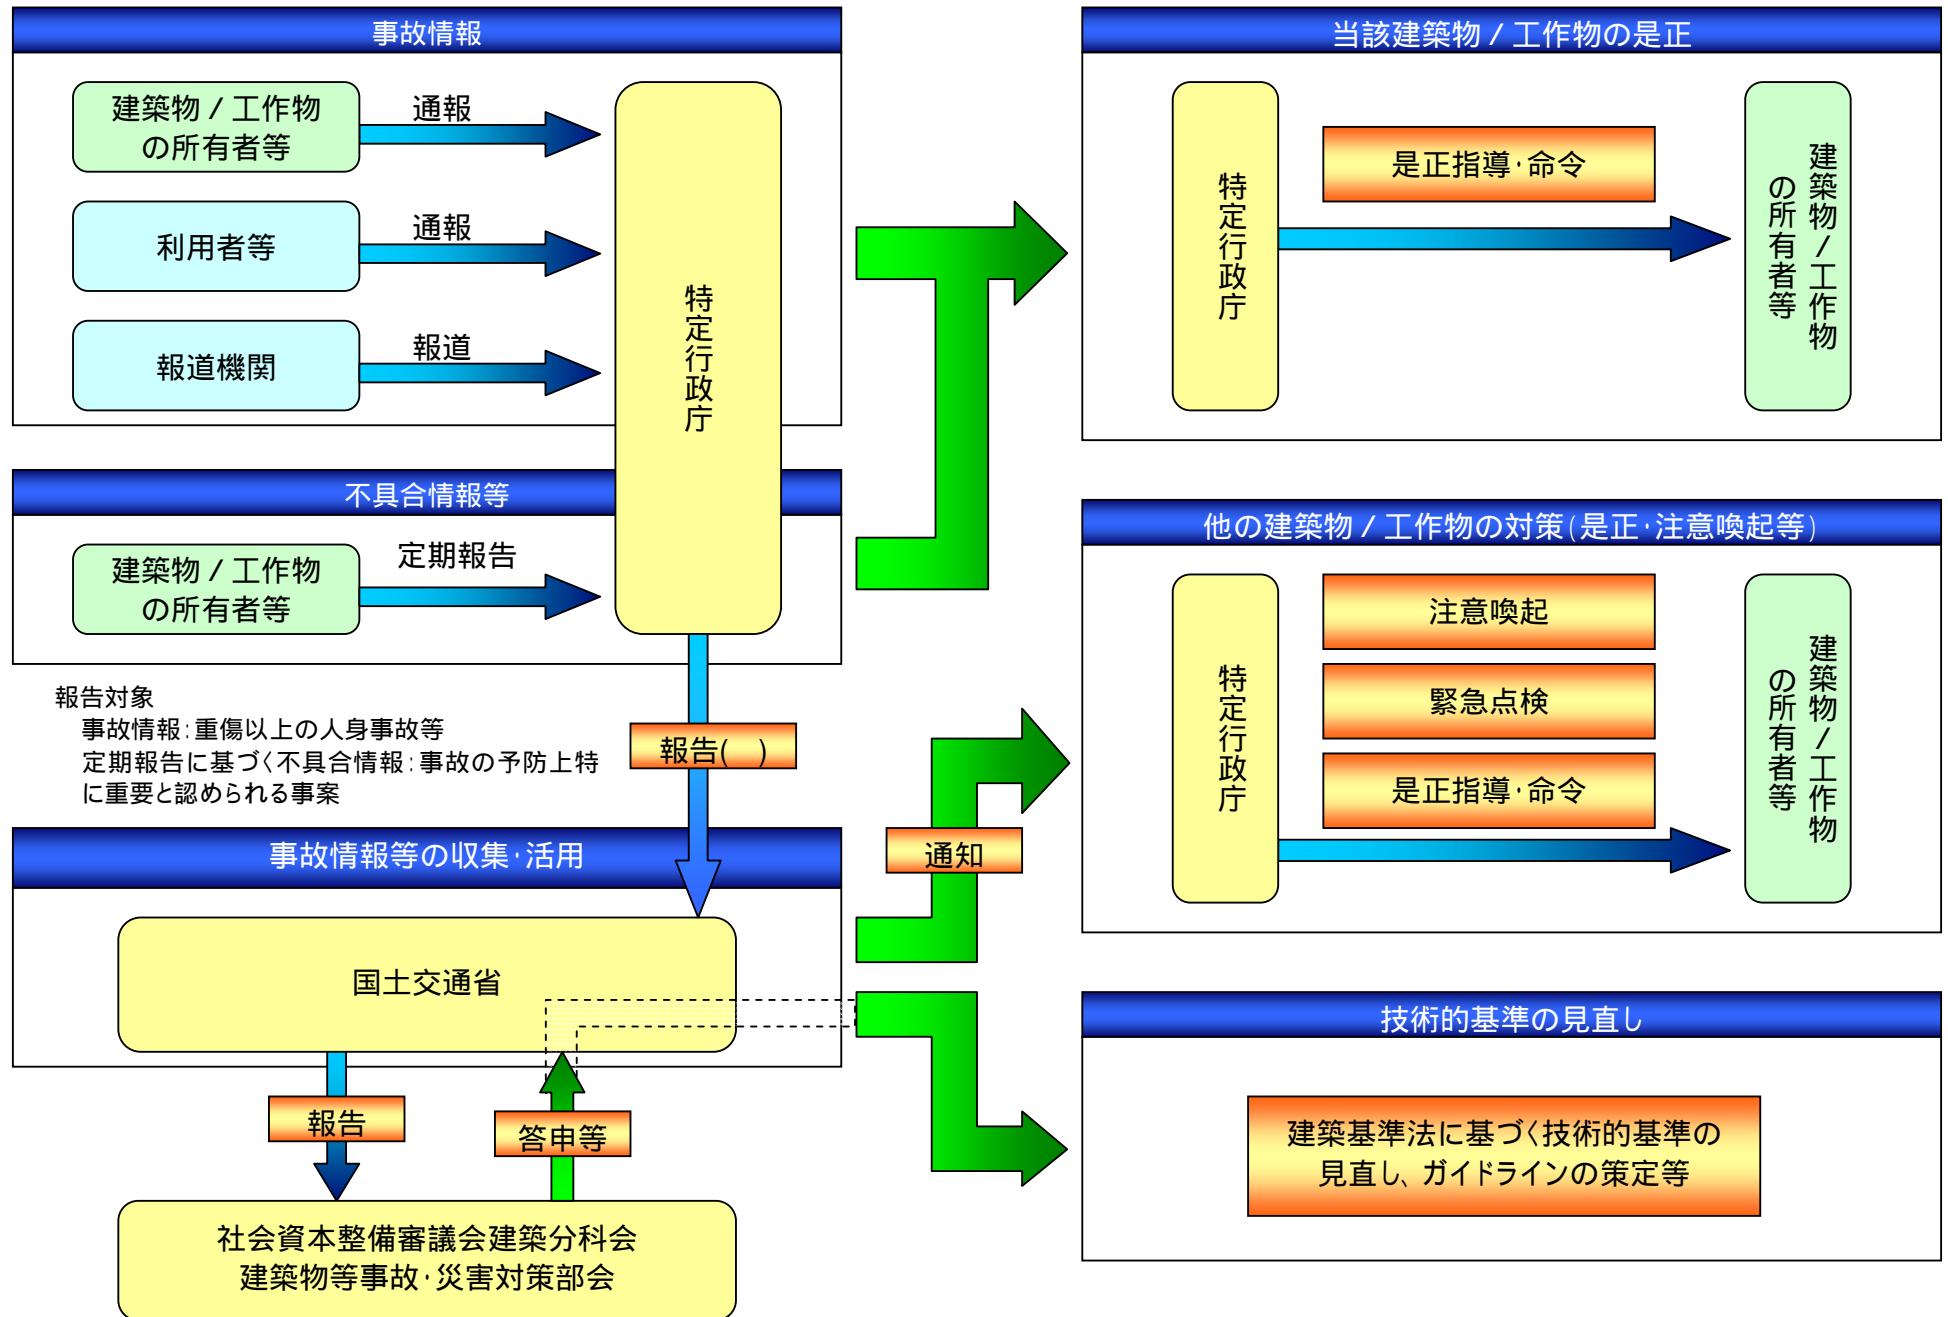 事故情報
建築物／工作物
の所有者等
通報
利用者等
通報
報道機関
報道
特定行政庁
不具合情報等
建築物／工作物
の所有者等
定期報告
報告対象
事故情報：重傷以上の人身事故等
定期報告に基づく不具合情報：事故の予防上特
に重要と認められる事案
報告(　)
事故情報等の収集・活用
国土交通省
報告
答申等
社会資本整備審議会建築分科会
建築物等事故・災害対策部会
当該建築物／工作物の是正
特定行政庁
是正指導・命令
建築物／工作物
の所有者等
通知
他の建築物／工作物の対策(是正・注意喚起等)
特定行政庁
注意喚起
緊急点検
是正指導・命令
建築物／工作物
の所有者等
技術的基準の見直し
建築基準法に基づく技術的基準の
見直し、ガイドラインの策定等